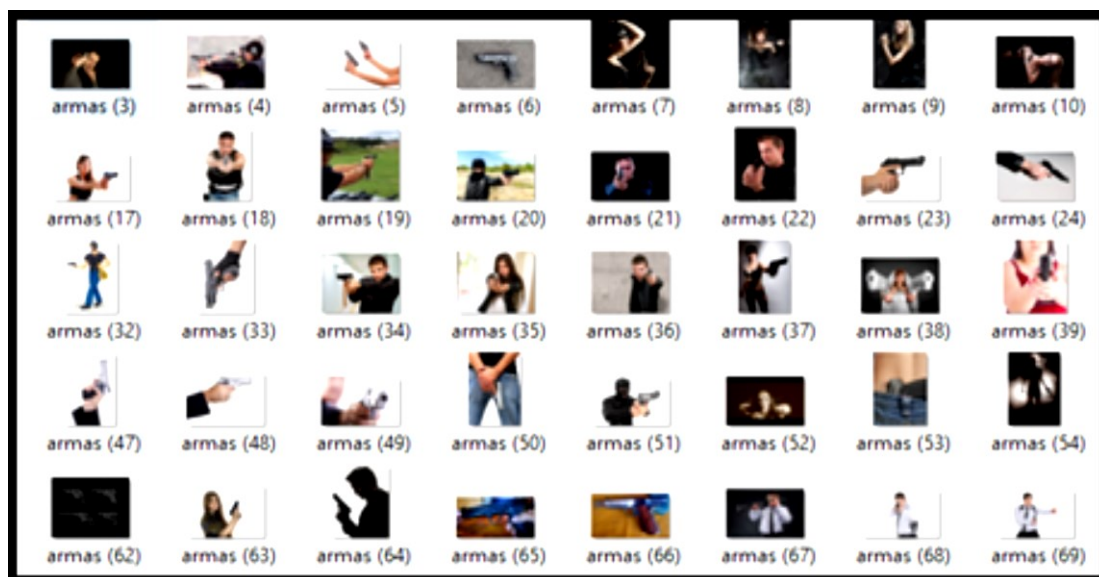 armas (3) armas (4) armas (5) armas (6) armas (7) armas (8) armas (9) armas (10)
armas (17) armas (18) armas (19) armas (20) armas (21) armas (22) armas (23) armas (24)
armas (32) armas (33) armas (34) armas (35) armas (36) armas (37) armas (38) armas (39)
armas (47) armas (48) armas (49) armas (50) armas (51) armas (52) armas (53) armas (54)
armas (62) armas (63) armas (64) armas (65) armas (66) armas (67) armas (68) armas (69)